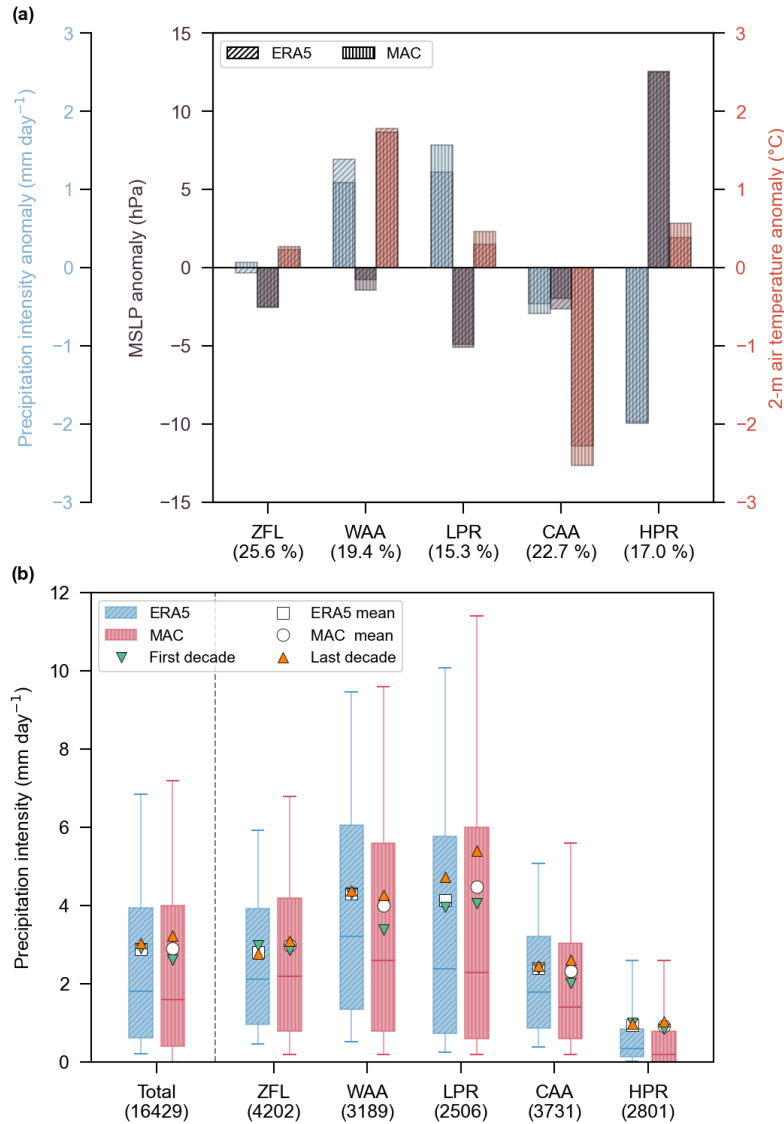 (a)
ERA5 MAC
Precipitation intensity anomaly (mm day⁻¹)
3
2
1
0
−1
−2
−3
MSLP anomaly (hPa)
15
10
5
0
−5
−10
−15
3
2
1
0
−1
−2
−3
2-m air temperature anomaly (°C)
ZFL WAA LPR CAA HPR
(25.6 %) (19.4 %) (15.3 %) (22.7 %) (17.0 %)
(b)
ERA5 ERA5 mean
MAC MAC mean
First decade Last decade
Precipitation intensity (mm day⁻¹)
12
10
8
6
4
2
0
Total ZFL WAA LPR CAA HPR
(16429) (4202) (3189) (2506) (3731) (2801)